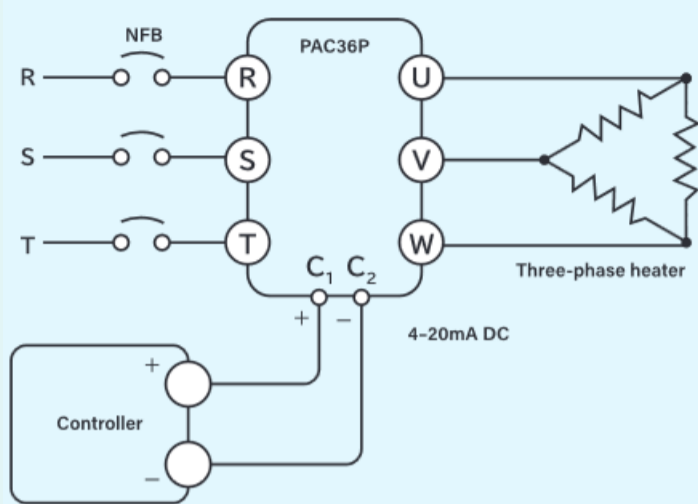 NFB
PAC36P
R
R
U
S
S
V
T
T
W
C1 C2
Three-phase heater
+
−
4–20mA DC
+
Controller
−